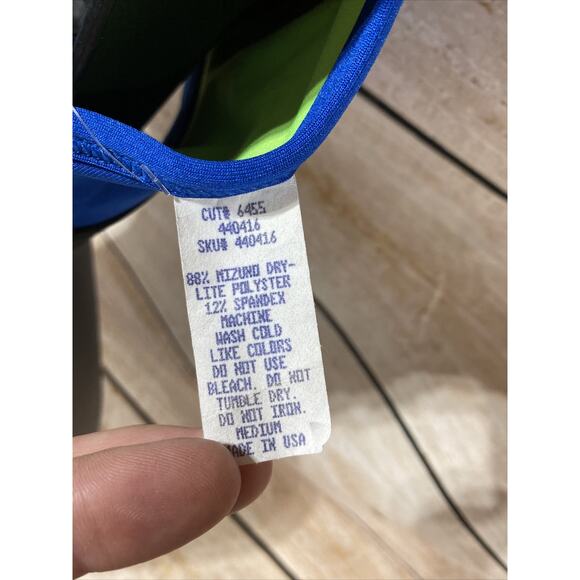 CUT# 6455
440416
SKU# 440416
88% MIZUNO DRY-
LITE POLYSTER
12% SPANDEX
MACHINE
WASH COLD
LIKE COLORS
DO NOT USE
BLEACH. DO NOT
TUMBLE DRY.
DO NOT IRON.
MEDIUM
MADE IN USA